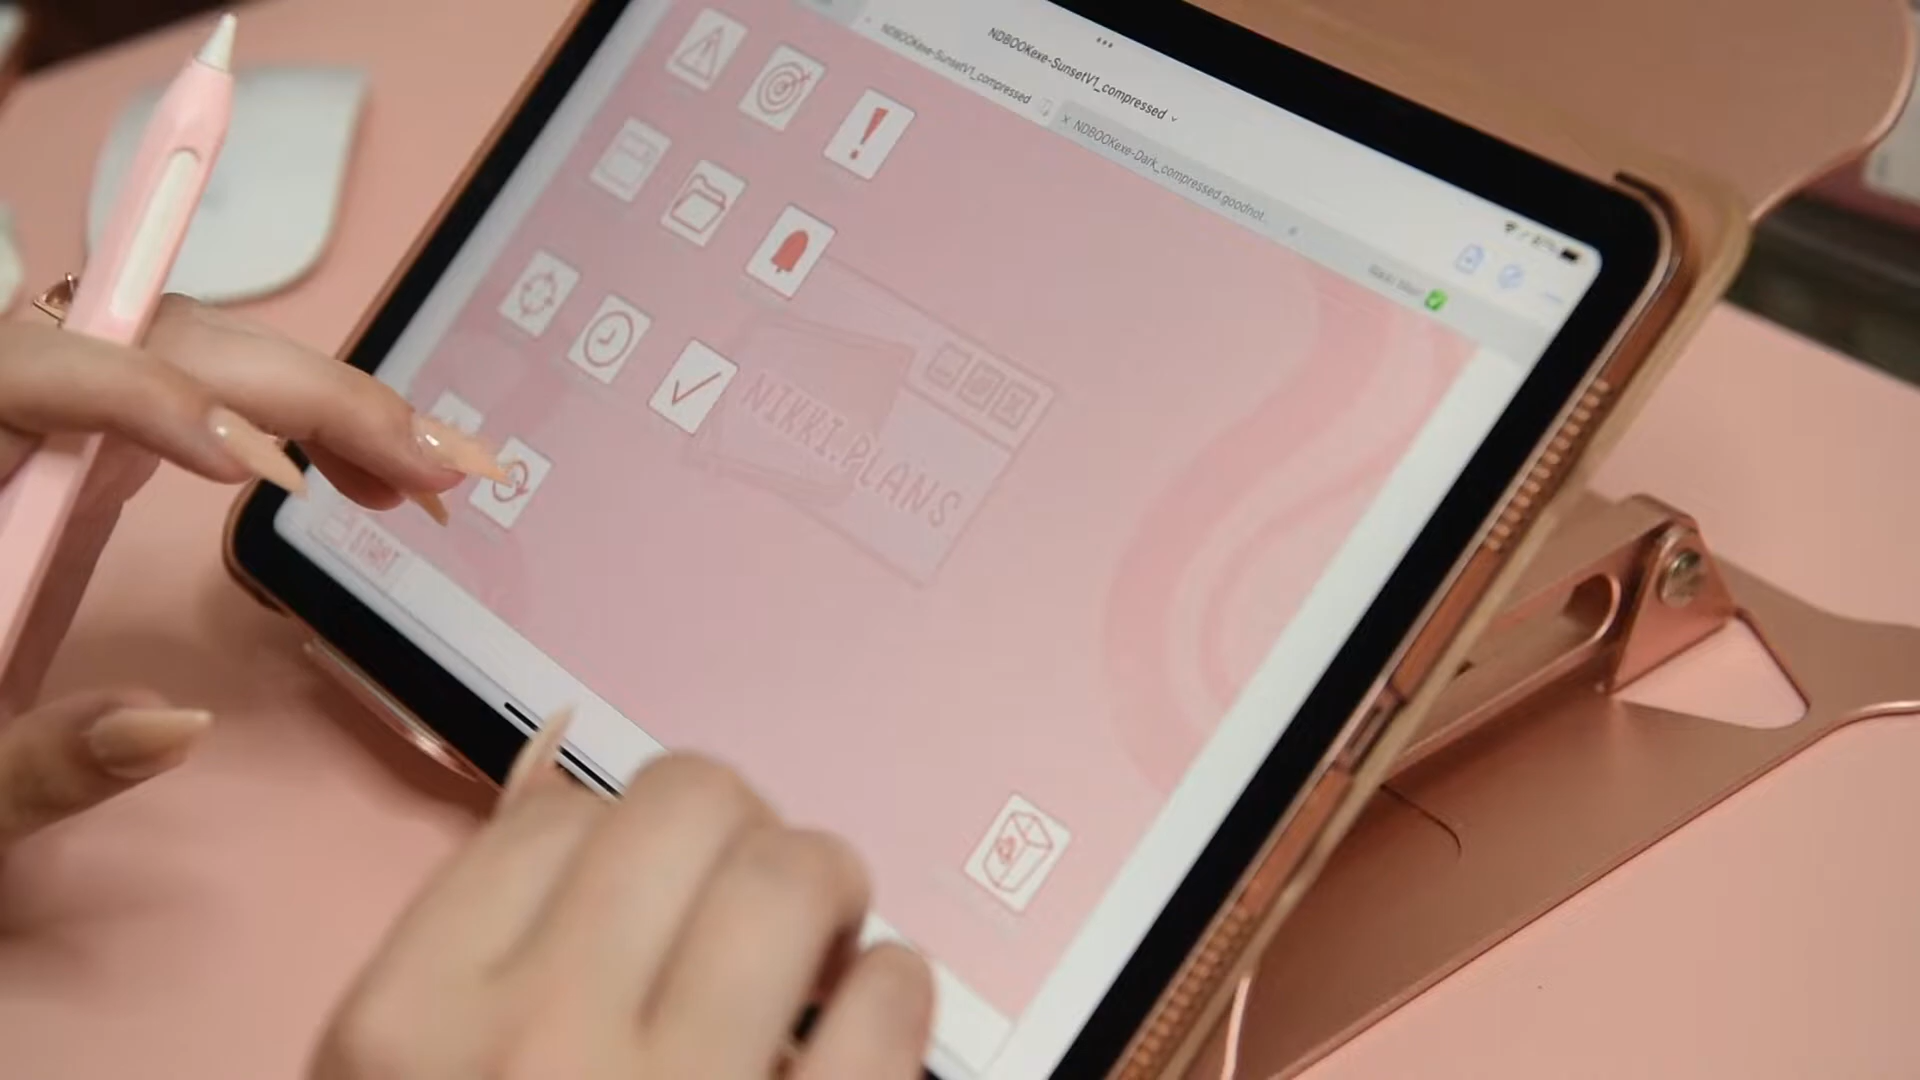 NDBOOKexe-SunsetV1_compressed
NDBOOKexe-SunsetV1_compressed
NDBOOKexe-Dark_compressed.goodnot...
NIKKI.PLANS
START